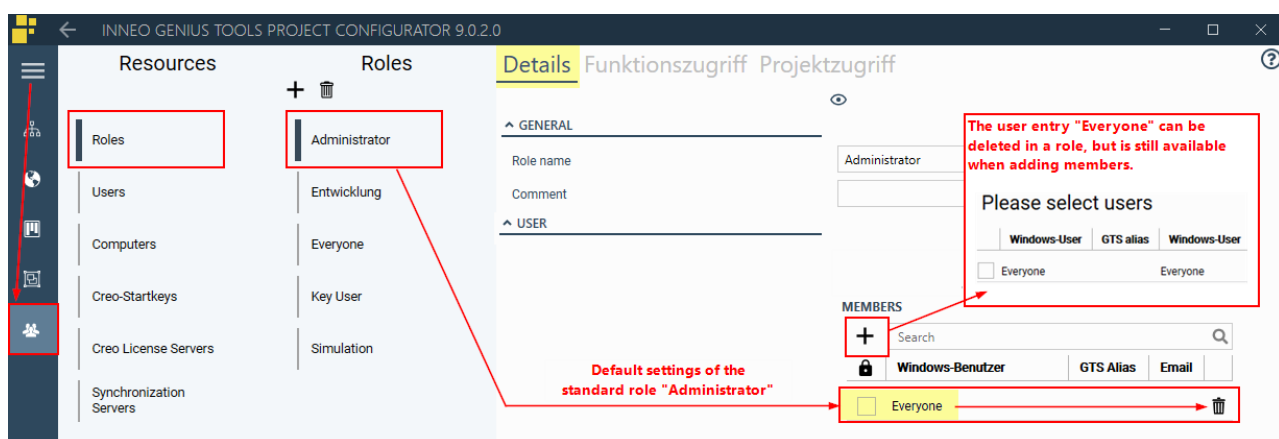 INNEO GENIUS TOOLS PROJECT CONFIGURATOR 9.0.2.0
Resources
Roles
Users
Computers
Creo-Startkeys
Creo License Servers
Synchronization
Servers
Roles
Administrator
Entwicklung
Everyone
Key User
Simulation
Details Funktionszugriff Projektzugriff
GENERAL
Role name
Administrator
Comment
USER
The user entry "Everyone" can be
deleted in a role, but is still available
when adding members.
Please select users
Windows-User GTS alias Windows-User
Everyone Everyone
MEMBERS
Search
Windows-Benutzer GTS Alias Email
Everyone
Default settings of the
standard role "Administrator"